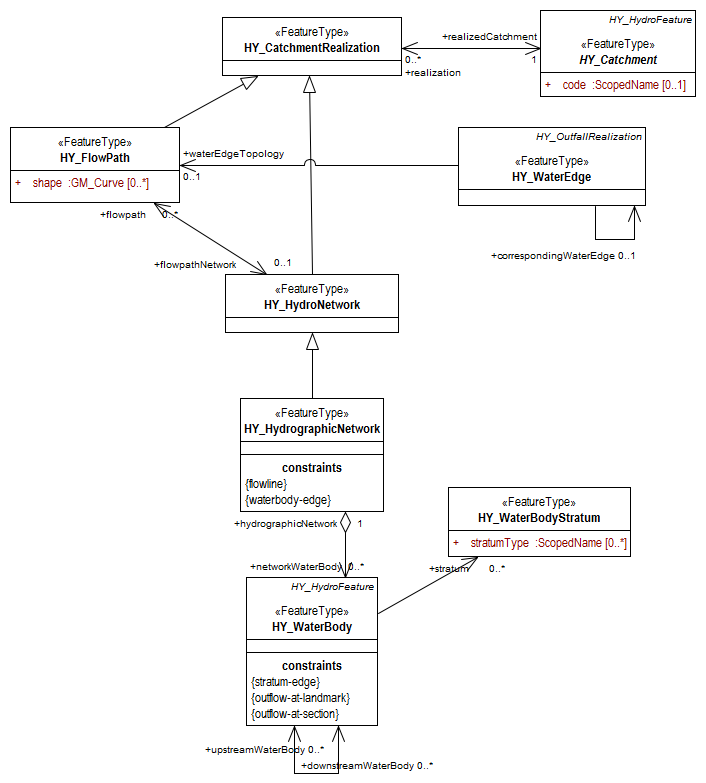 «FeatureType»
HY_CatchmentRealization
+realizedCatchment
0..*
1
+realization
HY_HydroFeature
«FeatureType»
HY_Catchment
+ code :ScopedName [0..1]
«FeatureType»
HY_FlowPath
+ shape :GM_Curve [0..*]
+waterEdgeTopology
0..1
HY_OutfallRealization
«FeatureType»
HY_WaterEdge
+flowpath
0..*
+correspondingWaterEdge 0..1
+flowpathNetwork
0..1
«FeatureType»
HY_HydroNetwork
«FeatureType»
HY_HydrographicNetwork
constraints
{flowline}
{waterbody-edge}
+hydrographicNetwork
1
«FeatureType»
HY_WaterBodyStratum
+ stratumType :ScopedName [0..*]
+networkWaterBody 0..*
+stratum
0..*
HY_HydroFeature
«FeatureType»
HY_WaterBody
constraints
{stratum-edge}
{outflow-at-landmark}
{outflow-at-section}
+upstreamWaterBody 0..*
+downstreamWaterBody 0..*